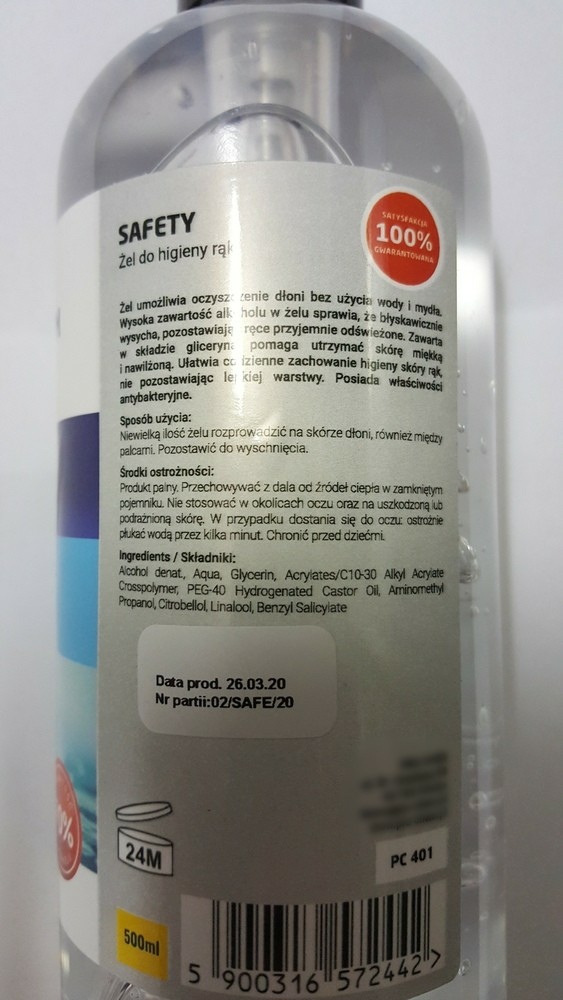 SAFETY
Żel do higieny rąk
SATYSFAKCJA
100%
GWARANTOWANA
Żel umożliwia oczyszczenie dłoni bez użycia wody i mydła.
Wysoka zawartość alkoholu w żelu sprawia, że błyskawicznie
wysycha, pozostawiając ręce przyjemnie odświeżone. Zawarta
w składzie gliceryna pomaga utrzymać skórę miękką
i nawilżoną. Ułatwia codzienne zachowanie higieny skóry rąk,
nie pozostawiając lepkiej warstwy. Posiada właściwości
antybakteryjne.
Sposób użycia:
Niewielką ilość żelu rozprowadzić na skórze dłoni, również między
palcami. Pozostawić do wyschnięcia.
Środki ostrożności:
Produkt palny. Przechowywać z dala od źródeł ciepła w zamkniętym
pojemniku. Nie stosować w okolicach oczu oraz na uszkodzoną lub
podrażnioną skórę. W przypadku dostania się do oczu: ostrożnie
płukać wodą przez kilka minut. Chronić przed dziećmi.
Ingredients / Składniki:
Alcohol denat., Aqua, Glycerin, Acrylates/C10-30 Alkyl Acrylate
Crosspolymer, PEG-40 Hydrogenated Castor Oil, Aminomethyl
Propanol, Citrobellol, Linalool, Benzyl Salicylate
Data prod. 26.03.20
Nr partii:02/SAFE/20
24M
PC 401
500ml
5 900316 572442 >